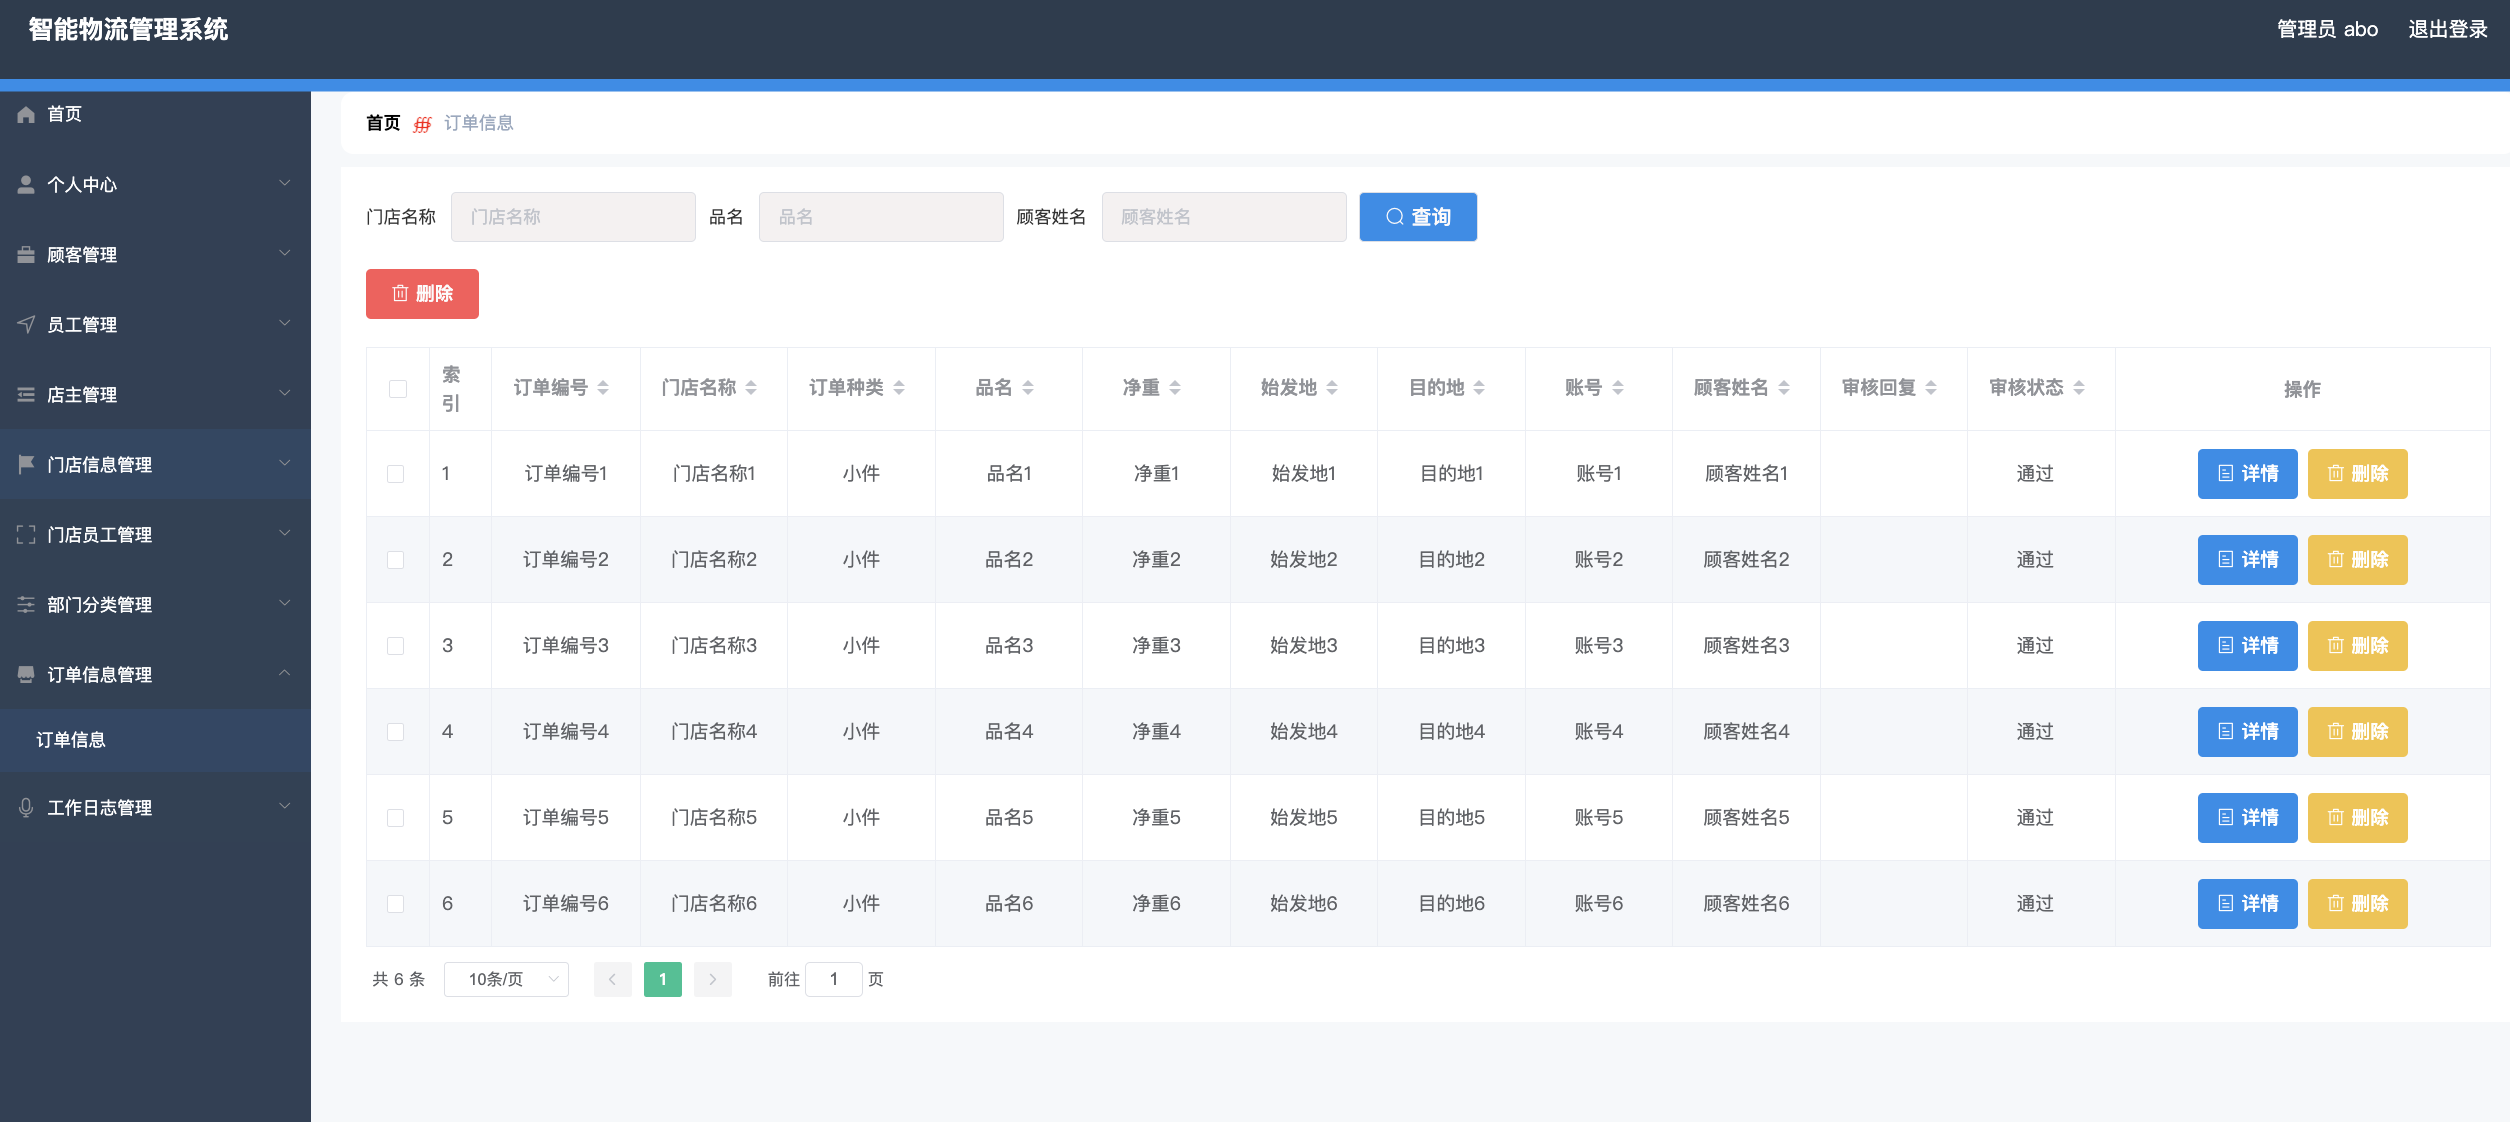 智能物流管理系统
管理员 abo 退出登录
首页
个人中心
顾客管理
员工管理
店主管理
门店信息管理
门店员工管理
部门分类管理
订单信息管理
订单信息
工作日志管理
首页 订单信息
门店名称 门店名称 品名 品名 顾客姓名 顾客姓名 查询
删除
索引 订单编号 门店名称 订单种类 品名 净重 始发地 目的地 账号 顾客姓名 审核回复 审核状态 操作
1 订单编号1 门店名称1 小件 品名1 净重1 始发地1 目的地1 账号1 顾客姓名1 通过 详情 删除
2 订单编号2 门店名称2 小件 品名2 净重2 始发地2 目的地2 账号2 顾客姓名2 通过 详情 删除
3 订单编号3 门店名称3 小件 品名3 净重3 始发地3 目的地3 账号3 顾客姓名3 通过 详情 删除
4 订单编号4 门店名称4 小件 品名4 净重4 始发地4 目的地4 账号4 顾客姓名4 通过 详情 删除
5 订单编号5 门店名称5 小件 品名5 净重5 始发地5 目的地5 账号5 顾客姓名5 通过 详情 删除
6 订单编号6 门店名称6 小件 品名6 净重6 始发地6 目的地6 账号6 顾客姓名6 通过 详情 删除
共 6 条 10条/页 1 前往 1 页